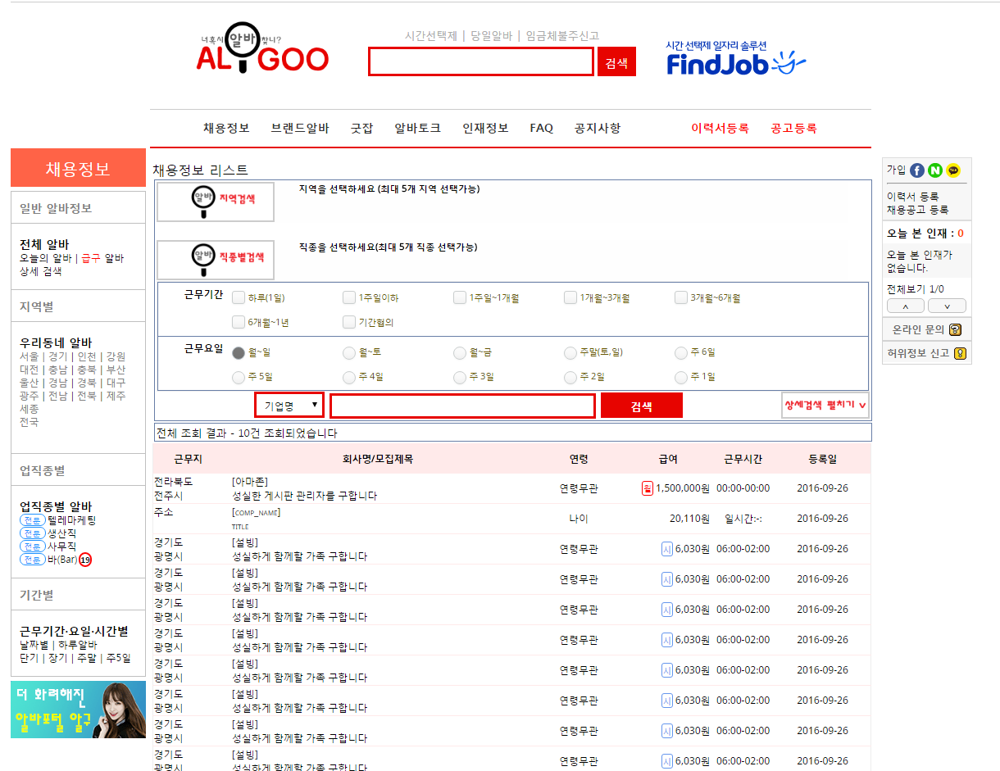 너혹시 알바 찾니?
ALGOO
시간선택제 | 당일알바 | 임금체불주신고
검색
시간 선택제 일자리 솔루션
FindJob
채용정보 브랜드알바 굿잡 알바토크 인재정보 FAQ 공지사항 이력서등록 공고등록
채용정보
일반 알바정보
전체 알바
오늘의 알바 | 급구 알바
상세 검색
지역별
우리동네 알바
서울 | 경기 | 인천 | 강원
대전 | 충남 | 충북 | 부산
울산 | 경남 | 경북 | 대구
광주 | 전남 | 전북 | 제주
세종
전국
업직종별
업직종별 알바
전문 텔레마케팅
전문 생산직
전문 사무직
전문 바(Bar) 19
기간별
근무기간·요일·시간별
날짜별 | 하루알바
단기 | 장기 | 주말 | 주5일
더 화려해진
알바포털 알구
채용정보 리스트
알바 지역검색 지역을 선택하세요 (최대 5개 지역 선택가능)
알바 직종별검색 직종을 선택하세요(최대 5개 직종 선택가능)
근무기간 하루(1일) 1주일이하 1주일~1개월 1개월~3개월 3개월~6개월
6개월~1년 기간협의
근무요일 월~일 월~토 월~금 주말(토,일) 주 6일
주 5일 주 4일 주 3일 주 2일 주 1일
기업명 ▼ 검색 상세검색 펼치기 ∨
전체 조회 결과 - 10건 조회되었습니다
근무지 회사명/모집제목 연령 급여 근무시간 등록일
전라북도 [아마존]
전주시 성실한 게시판 관리자를 구합니다 연령무관 월 1,500,000원 00:00-00:00 2016-09-26
주소 [COMP_NAME]
TITLE 나이 20,110원 일시간:-: 2016-09-26
경기도 [설빙]
광명시 성실하게 함께할 가족 구합니다 연령무관 시 6,030원 06:00-02:00 2016-09-26
경기도 [설빙]
광명시 성실하게 함께할 가족 구합니다 연령무관 시 6,030원 06:00-02:00 2016-09-26
경기도 [설빙]
광명시 성실하게 함께할 가족 구합니다 연령무관 시 6,030원 06:00-02:00 2016-09-26
경기도 [설빙]
광명시 성실하게 함께할 가족 구합니다 연령무관 시 6,030원 06:00-02:00 2016-09-26
경기도 [설빙]
광명시 성실하게 함께할 가족 구합니다 연령무관 시 6,030원 06:00-02:00 2016-09-26
경기도 [설빙]
광명시 성실하게 함께할 가족 구합니다 연령무관 시 6,030원 06:00-02:00 2016-09-26
경기도 [설빙]
광명시 성실하게 함께할 가족 구합니다 연령무관 시 6,030원 06:00-02:00 2016-09-26
경기도 [설빙]
광명시 성실하게 함께할 가족 구합니다 연령무관 시 6,030원 06:00-02:00 2016-09-26
가입 f N TALK
이력서 등록
채용공고 등록
오늘 본 인재 : 0
오늘 본 인재가
없습니다.
전체보기 1/0
∧ ∨
온라인 문의
허위정보 신고